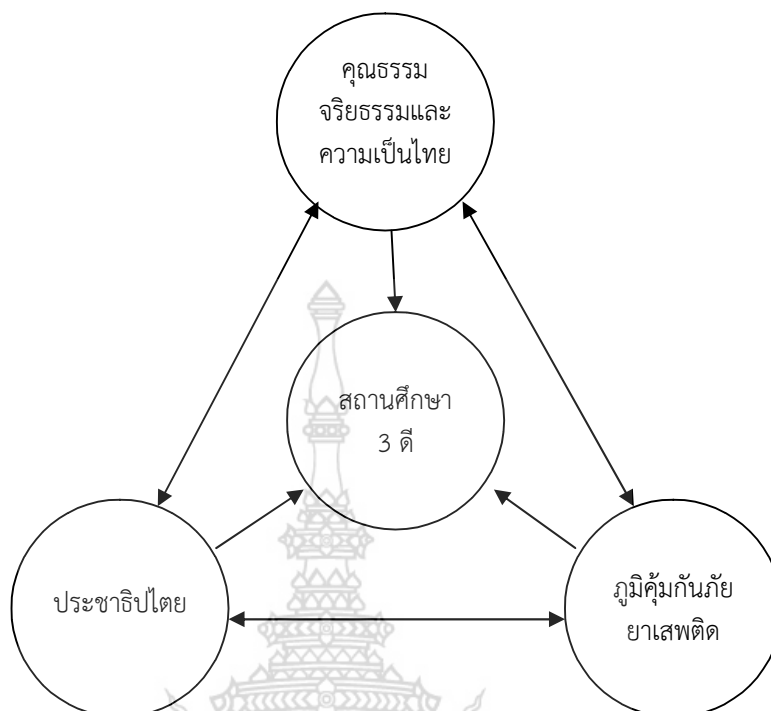 คุณธรรม
จริยธรรมและ
ความเป็นไทย
สถานศึกษา
3 ดี
ประชาธิปไตย
ภูมิคุ้มกันภัย
ยาเสพติด